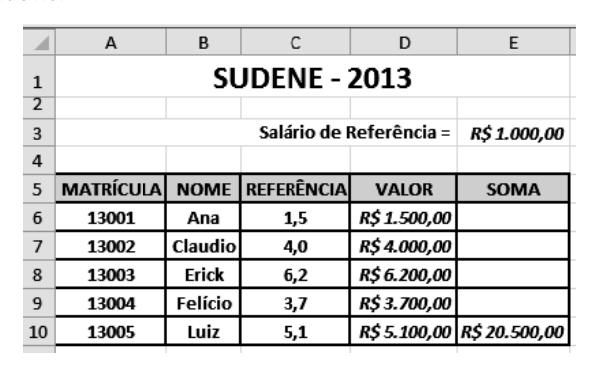 A B C D E
1 SUDENE - 2013
2
3 Salário de Referência = R$ 1.000,00
4
5 MATRÍCULA NOME REFERÊNCIA VALOR SOMA
6 13001 Ana 1,5 R$ 1.500,00
7 13002 Claudio 4,0 R$ 4.000,00
8 13003 Erick 6,2 R$ 6.200,00
9 13004 Felício 3,7 R$ 3.700,00
10 13005 Luiz 5,1 R$ 5.100,00 R$ 20.500,00